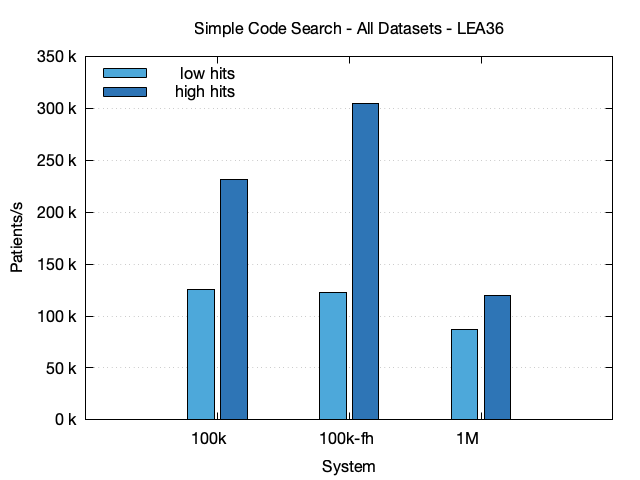 Simple Code Search - All Datasets - LEA36
350 k
300 k
250 k
200 k
150 k
100 k
50 k
0 k
Patients/s
low hits
high hits
100k
100k-fh
1M
System